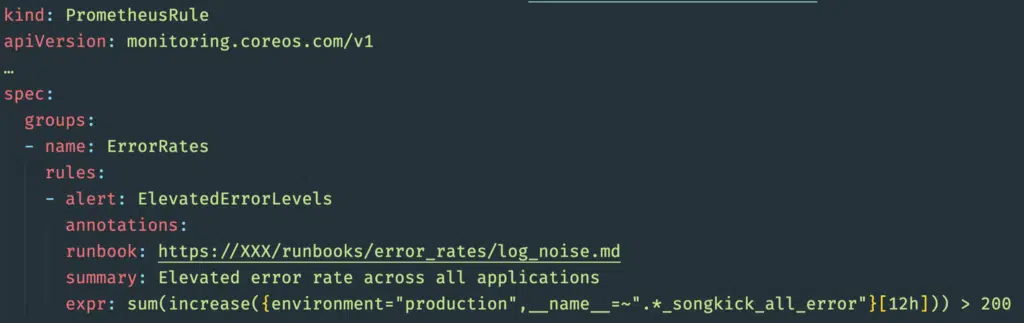 kind: PrometheusRule
apiVersion: monitoring.coreos.com/v1
…
spec:
  groups:
  - name: ErrorRates
    rules:
    - alert: ElevatedErrorLevels
      annotations:
      runbook: https://XXX/runbooks/error_rates/log_noise.md
      summary: Elevated error rate across all applications
      expr: sum(increase({environment="production",__name__=~".*_songkick_all_error"}[12h])) > 200